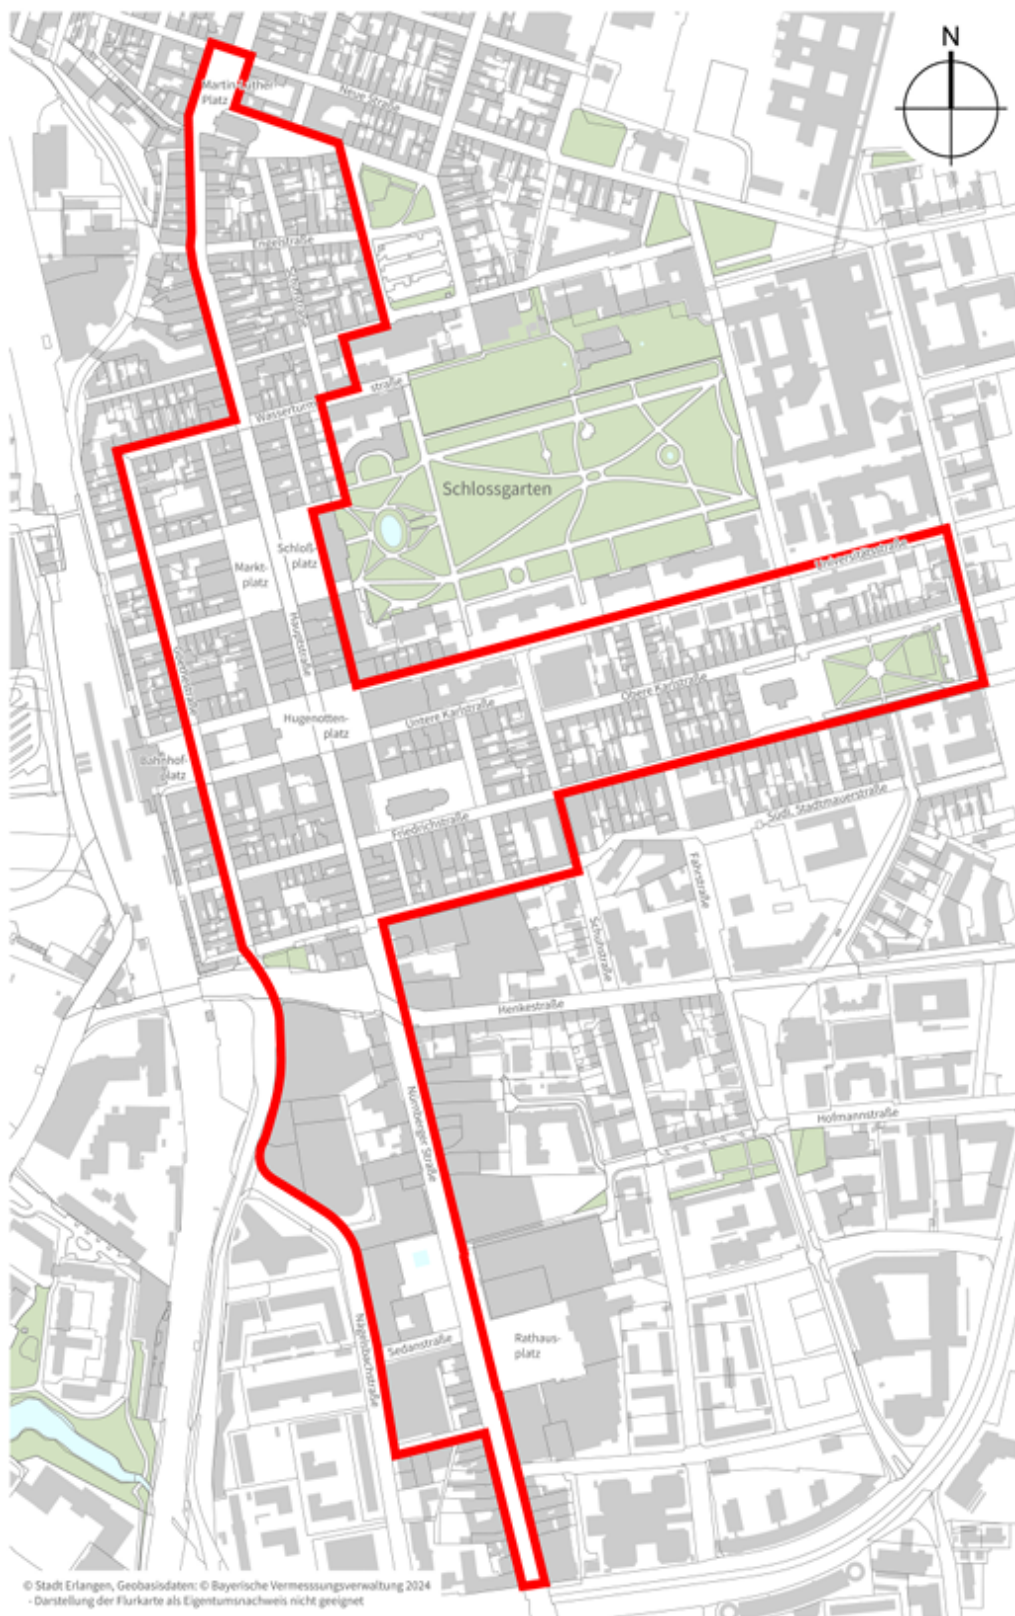 N
Martin-Luther-
Platz
Neue Straße
Engelstraße
Wasserturm-
straße
Schlossgarten
Schloß-
platz
Markt-
platz
Universitätsstraße
Hauptstraße
Goethestraße
Obere Karlstraße
Untere Karlstraße
Hugenotten-
platz
Bahnhof-
platz
Südl. Stadtmauerstraße
Friedrichstraße
Fahrstraße
Schuhstraße
Henkestraße
Nürnberger Straße
Hofmannstraße
Rathaus-
platz
Sedanstraße
Nägelsbachstraße
© Stadt Erlangen, Geobasisdaten: © Bayerische Vermesssungsverwaltung 2024
- Darstellung der Flurkarte als Eigentumsnachweis nicht geeignet